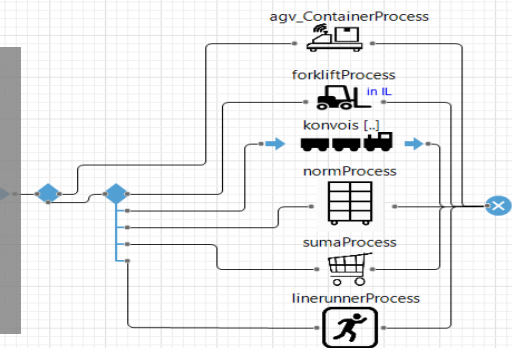 agv_ContainerProcess
forkliftProcess
in IL
konvois [..]
normProcess
sumaProcess
linerunnerProcess